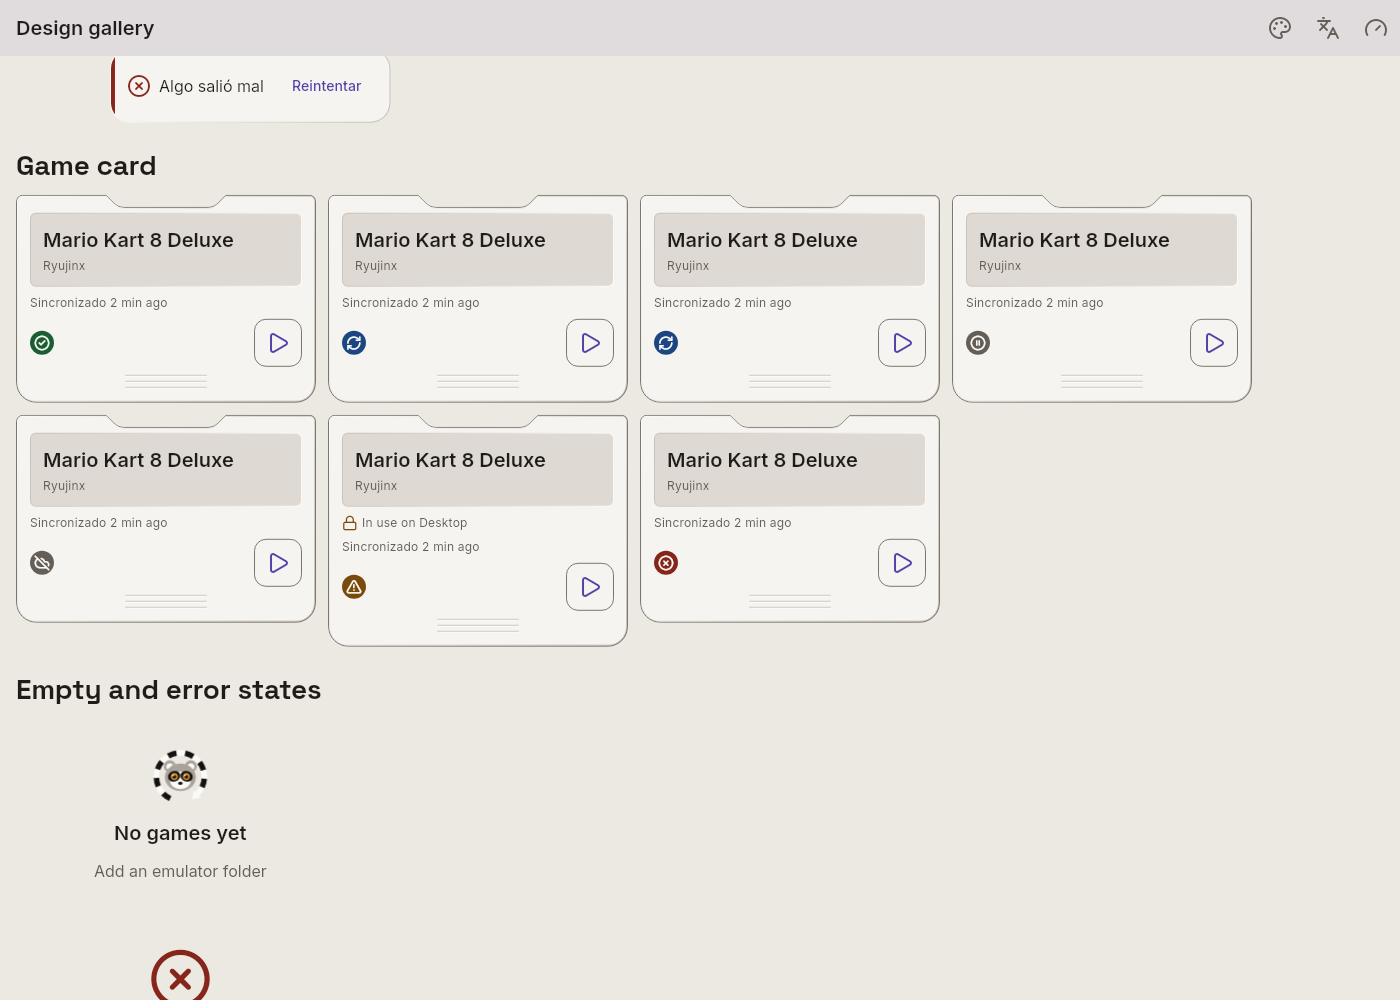 Design gallery
Algo salió mal Reintentar
Game card
Mario Kart 8 Deluxe
Ryujinx
Sincronizado 2 min ago
Mario Kart 8 Deluxe
Ryujinx
Sincronizado 2 min ago
Mario Kart 8 Deluxe
Ryujinx
Sincronizado 2 min ago
Mario Kart 8 Deluxe
Ryujinx
Sincronizado 2 min ago
Mario Kart 8 Deluxe
Ryujinx
Sincronizado 2 min ago
Mario Kart 8 Deluxe
Ryujinx
In use on Desktop
Sincronizado 2 min ago
Mario Kart 8 Deluxe
Ryujinx
Sincronizado 2 min ago
Empty and error states
No games yet
Add an emulator folder